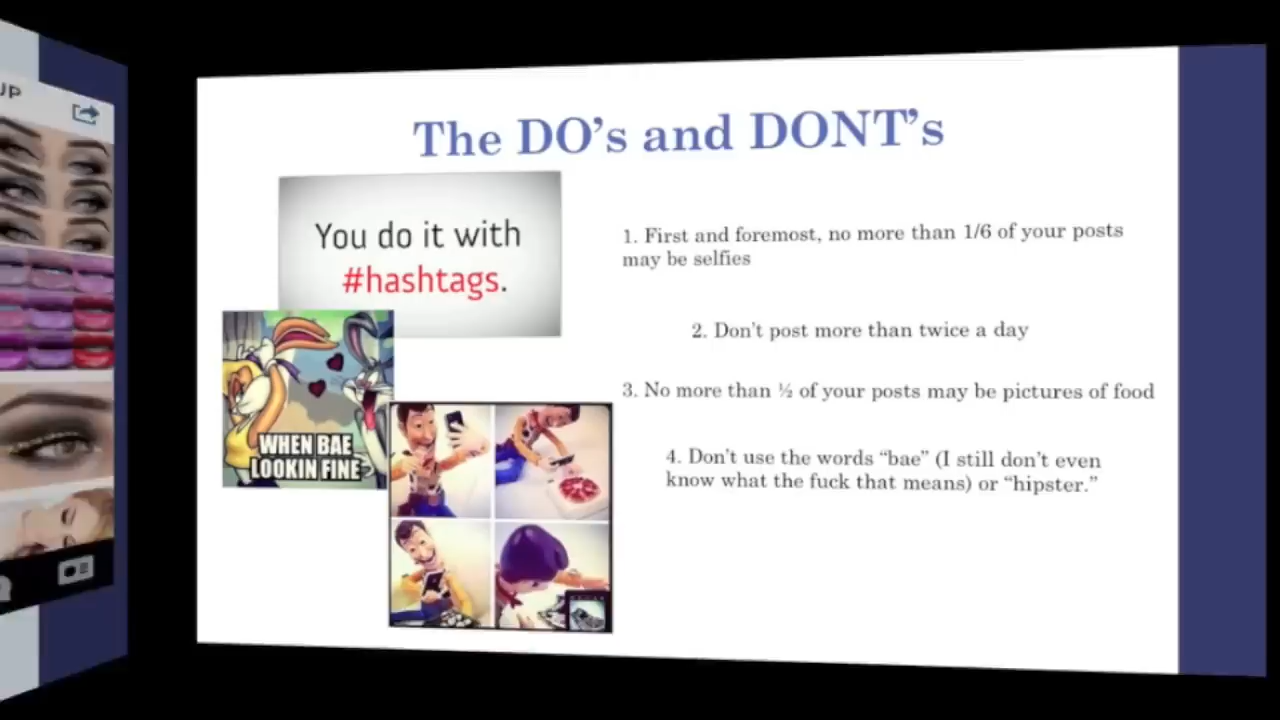 UP
The DO's and DONT's
You do it with
#hashtags.
WHEN BAE
LOOKIN FINE
1. First and foremost, no more than 1/6 of your posts
may be selfies
2. Don't post more than twice a day
3. No more than ½ of your posts may be pictures of food
4. Don't use the words “bae” (I still don't even
know what the fuck that means) or “hipster.”